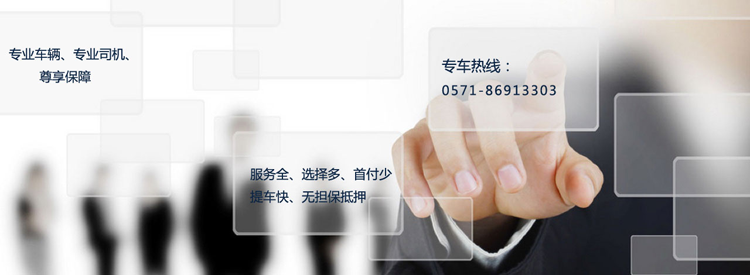 专业车辆、专业司机、
尊享保障
专车热线：
0571-86913303
服务全、选择多、首付少
提车快、无担保抵押